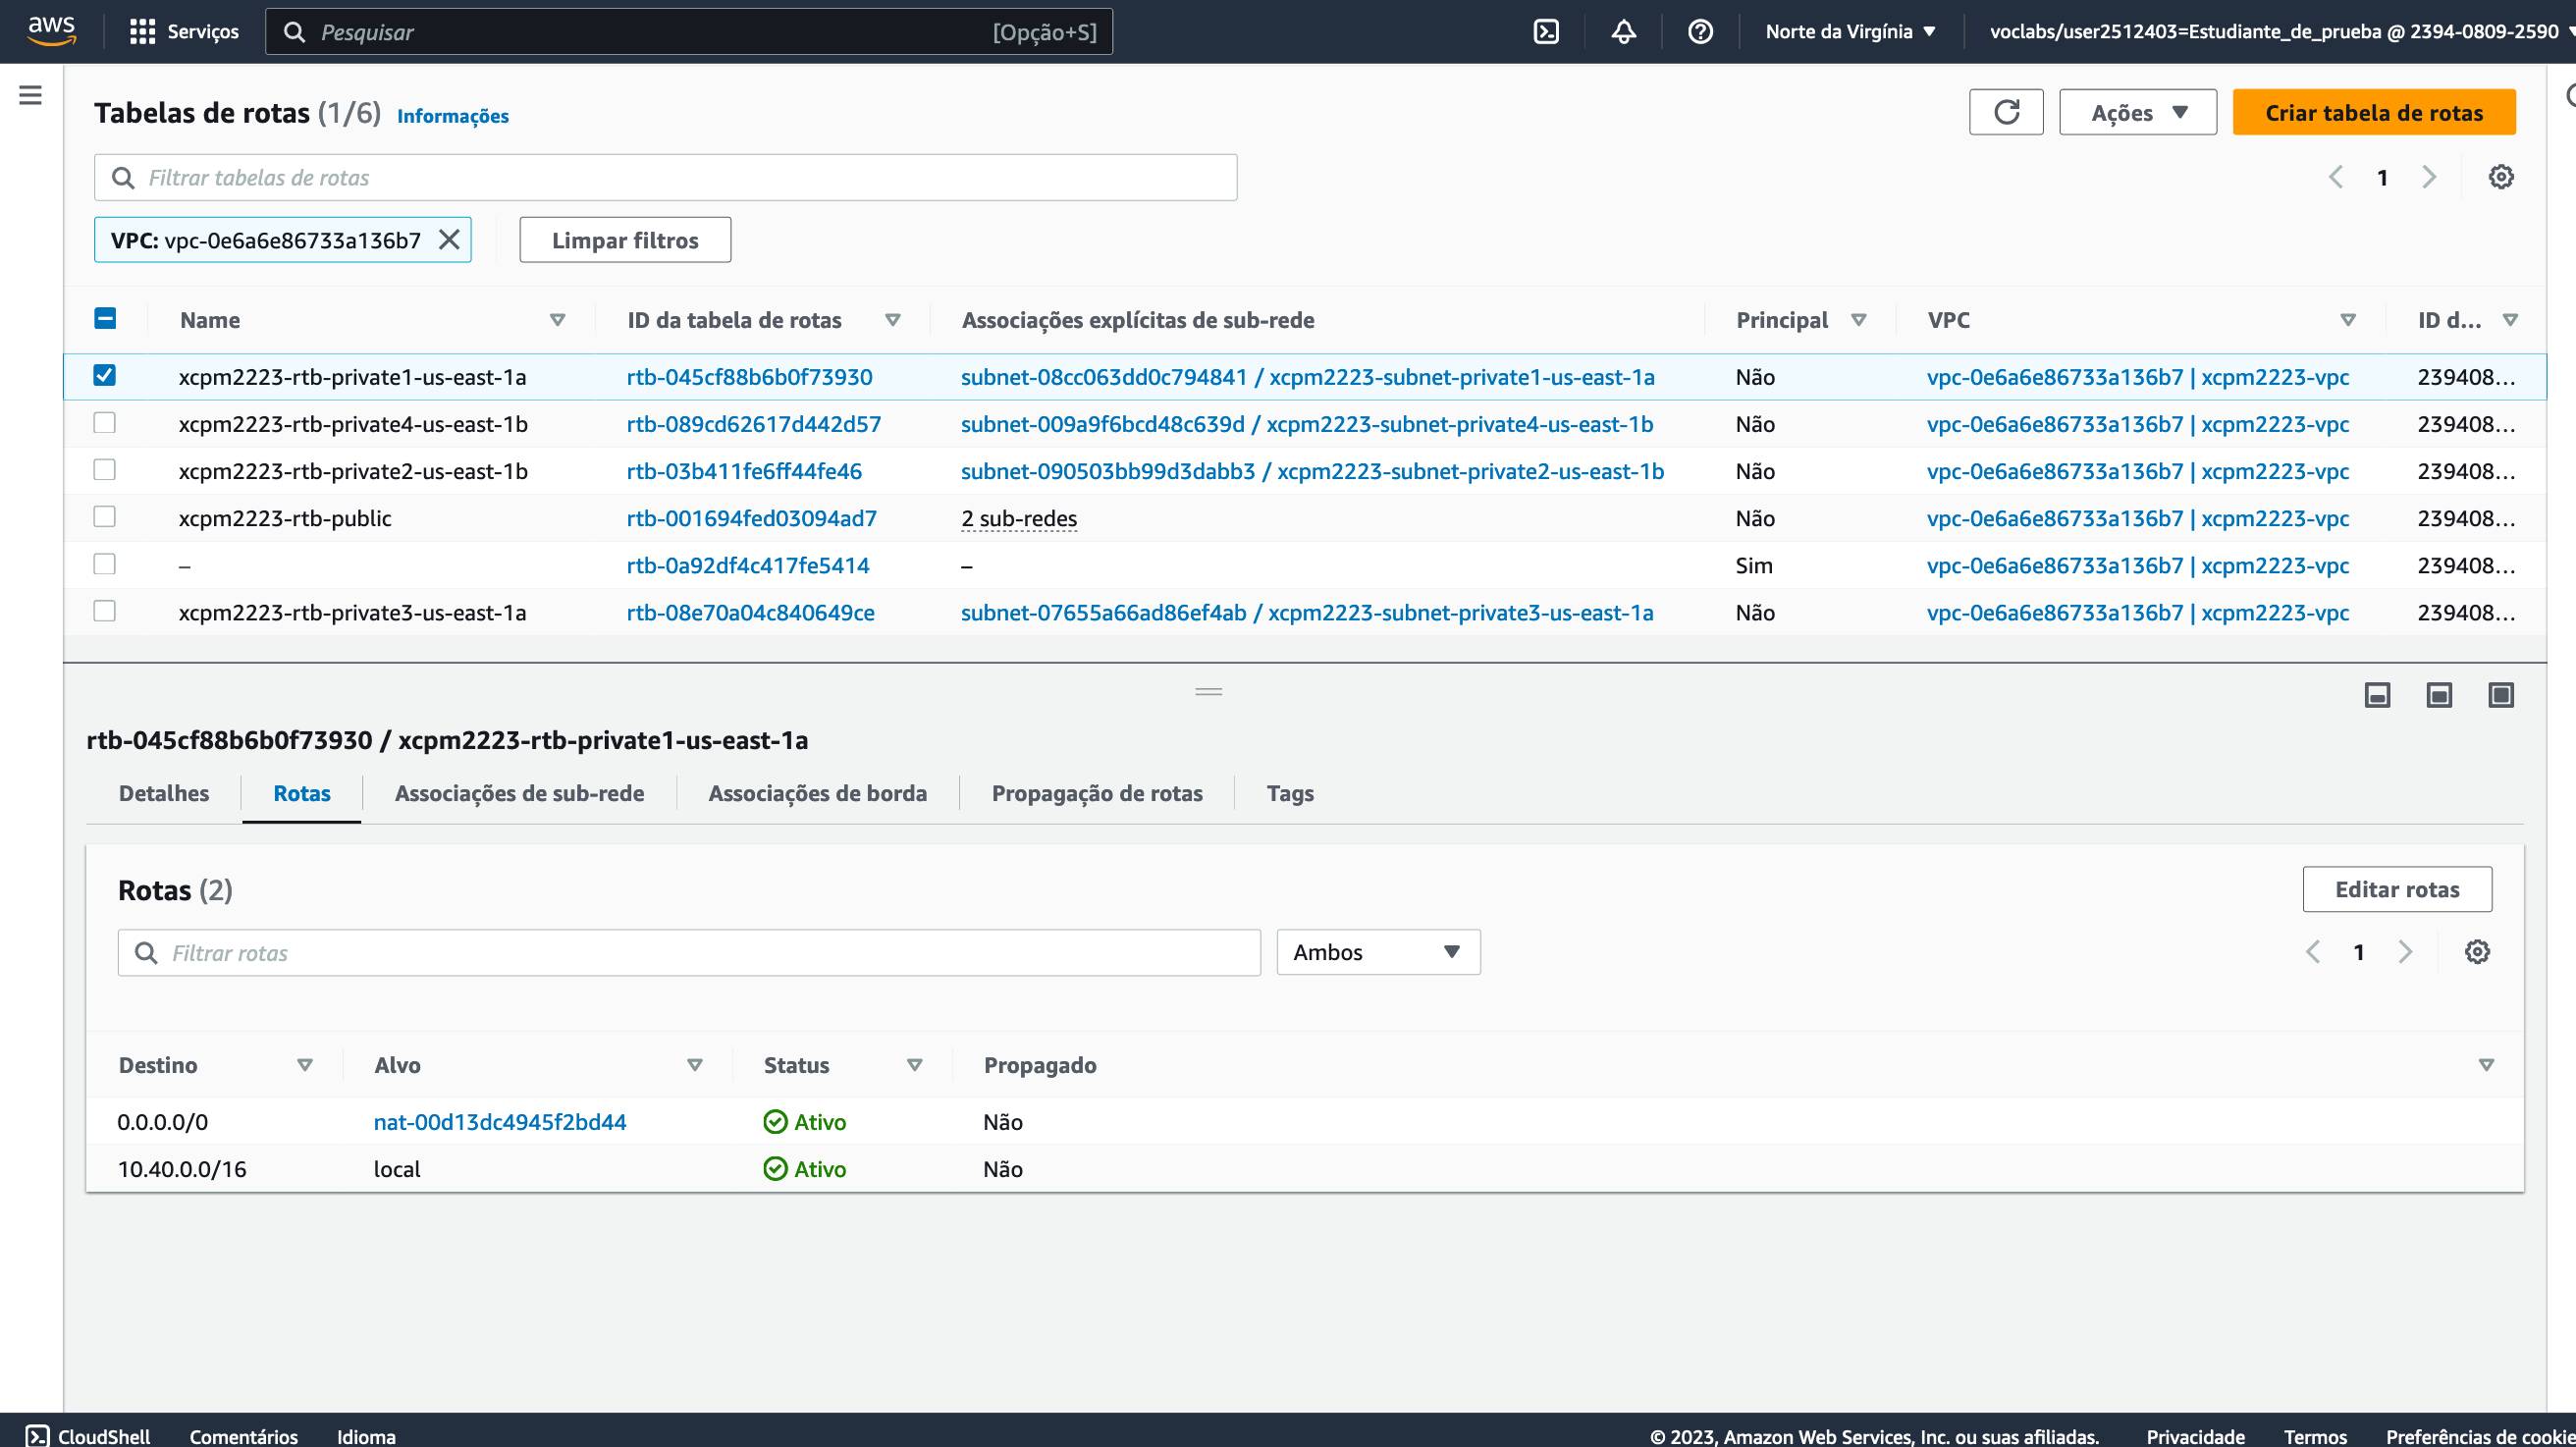 aws Serviços Pesquisar [Opção+S] Norte da Virgínia voclabs/user2512403=Estudiante_de_prueba @ 2394-0809-2590
Tabelas de rotas (1/6) Informações Ações Criar tabela de rotas
Filtrar tabelas de rotas 1
VPC: vpc-0e6a6e86733a136b7 Limpar filtros
Name ID da tabela de rotas Associações explícitas de sub-rede Principal VPC ID d...
xcpm2223-rtb-private1-us-east-1a rtb-045cf88b6b0f73930 subnet-08cc063dd0c794841 / xcpm2223-subnet-private1-us-east-1a Não vpc-0e6a6e86733a136b7 | xcpm2223-vpc 239408...
xcpm2223-rtb-private4-us-east-1b rtb-089cd62617d442d57 subnet-009a9f6bcd48c639d / xcpm2223-subnet-private4-us-east-1b Não vpc-0e6a6e86733a136b7 | xcpm2223-vpc 239408...
xcpm2223-rtb-private2-us-east-1b rtb-03b411fe6ff44fe46 subnet-090503bb99d3dabb3 / xcpm2223-subnet-private2-us-east-1b Não vpc-0e6a6e86733a136b7 | xcpm2223-vpc 239408...
xcpm2223-rtb-public rtb-001694fed03094ad7 2 sub-redes Não vpc-0e6a6e86733a136b7 | xcpm2223-vpc 239408...
– rtb-0a92df4c417fe5414 – Sim vpc-0e6a6e86733a136b7 | xcpm2223-vpc 239408...
xcpm2223-rtb-private3-us-east-1a rtb-08e70a04c840649ce subnet-07655a66ad86ef4ab / xcpm2223-subnet-private3-us-east-1a Não vpc-0e6a6e86733a136b7 | xcpm2223-vpc 239408...
rtb-045cf88b6b0f73930 / xcpm2223-rtb-private1-us-east-1a
Detalhes Rotas Associações de sub-rede Associações de borda Propagação de rotas Tags
Rotas (2) Editar rotas
Filtrar rotas Ambos 1
Destino Alvo Status Propagado
0.0.0.0/0 nat-00d13dc4945f2bd44 Ativo Não
10.40.0.0/16 local Ativo Não
CloudShell Comentários Idioma © 2023, Amazon Web Services, Inc. ou suas afiliadas. Privacidade Termos Preferências de cookie